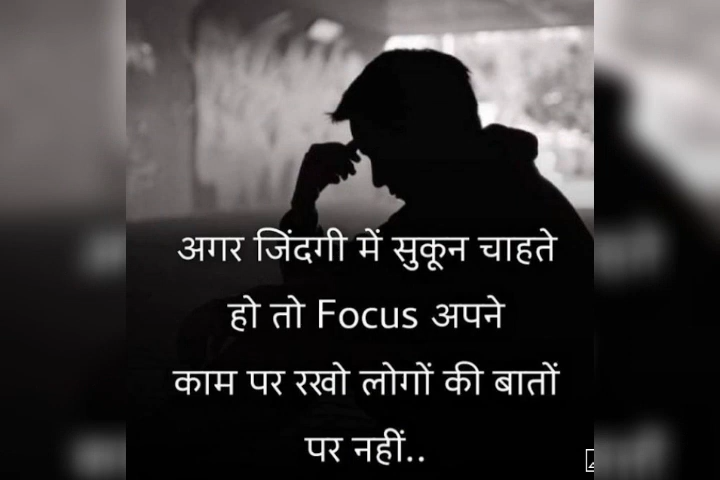 अगर जिंदगी में सुकून चाहते
हो तो Focus अपने
काम पर रखो लोगों की बातों
पर नहीं..